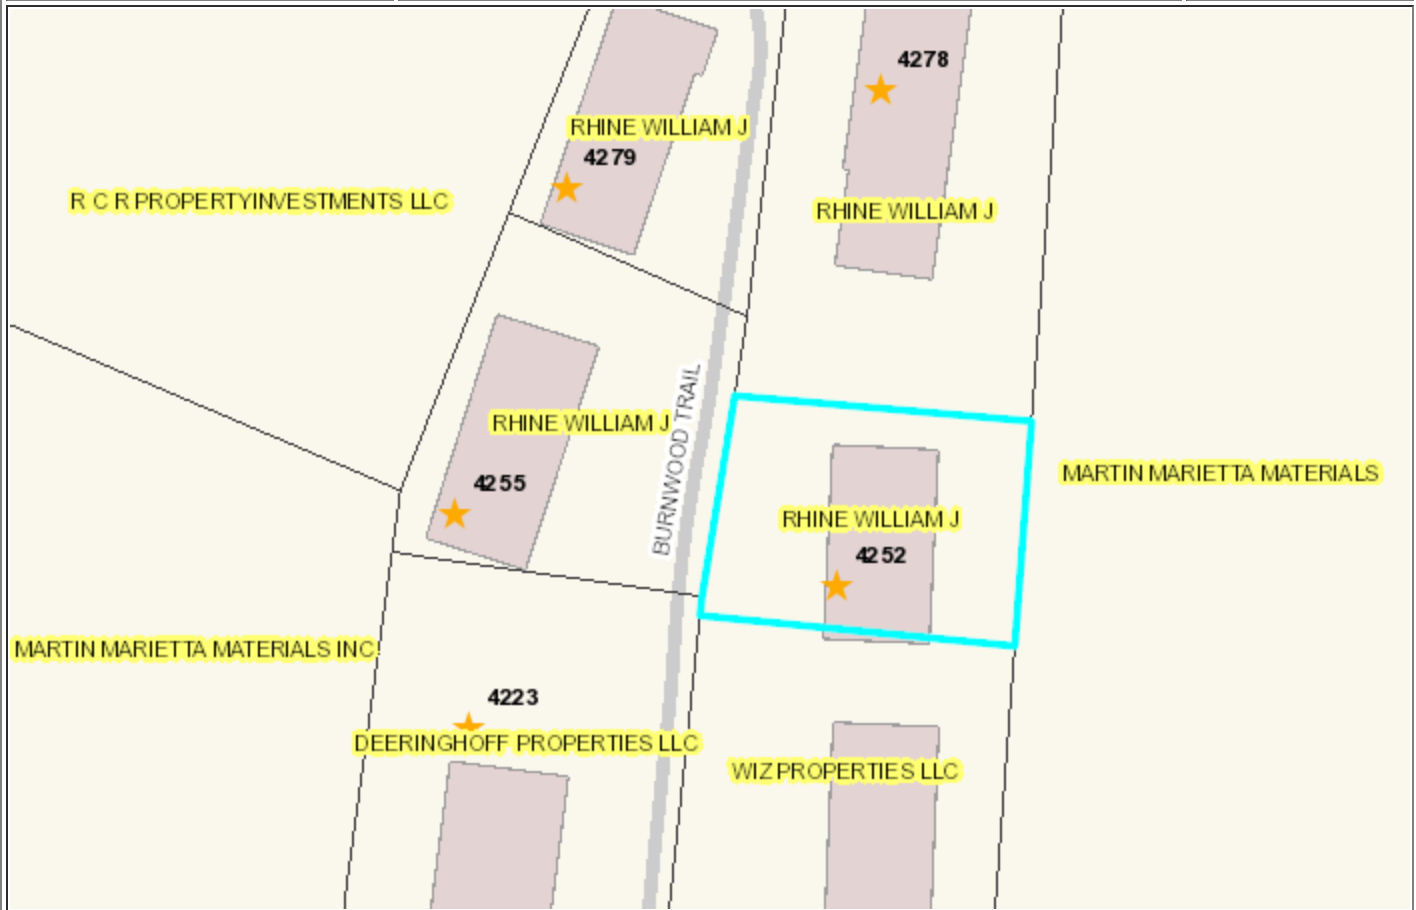 4278
RHINE WILLIAM J
4279
R C R PROPERTYINVESTMENTS LLC
RHINE WILLIAM J
RHINE WILLIAM J
BURNWOOD TRAIL
MARTIN MARIETTA MATERIALS
4255
RHINE WILLIAM J
4252
MARTIN MARIETTA MATERIALS INC
4223
DEERINGHOFF PROPERTIES LLC
WIZ PROPERTIES LLC